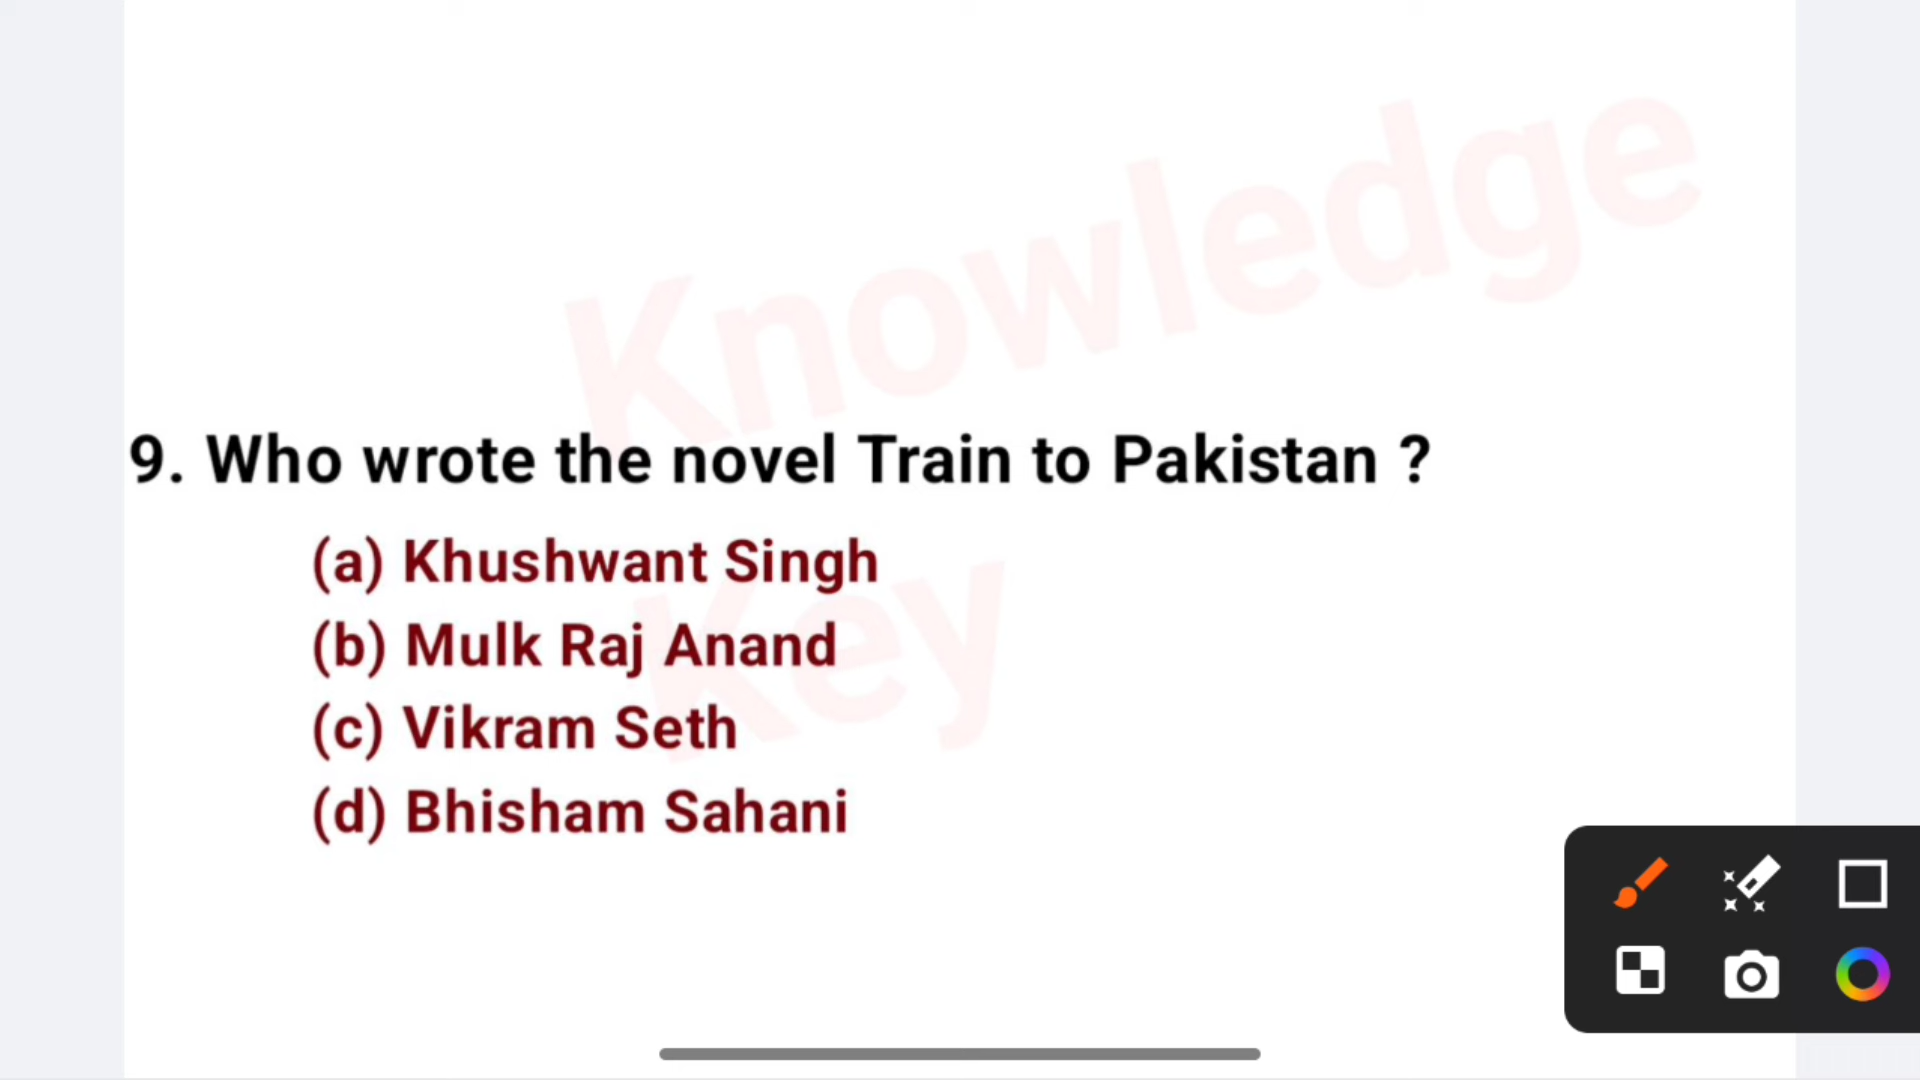 Knowledge
Key
9. Who wrote the novel Train to Pakistan ?
(a) Khushwant Singh
(b) Mulk Raj Anand
(c) Vikram Seth
(d) Bhisham Sahani